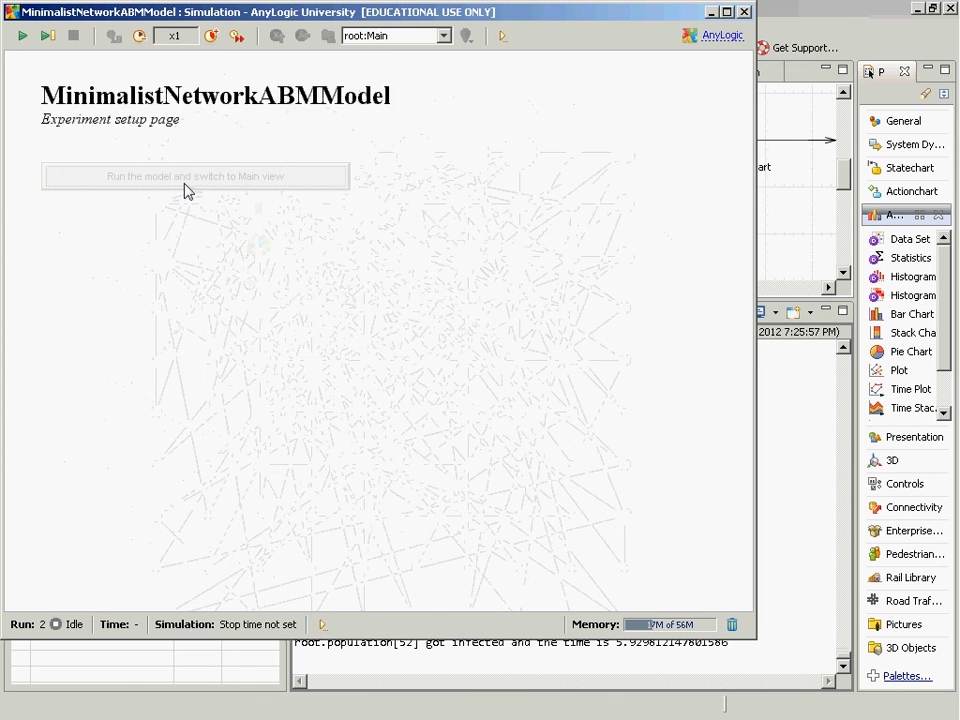 MinimalistNetworkABMModel : Simulation - AnyLogic University [EDUCATIONAL USE ONLY]
x1
root:Main
AnyLogic
Get Support...
MinimalistNetworkABMModel
Experiment setup page
Run the model and switch to Main view
P
General
System Dy...
art
Statechart
Actionchart
A...
Data Set
Statistics
Histogram
Histogram
Bar Chart
2012 7:25:57 PM)
Stack Cha
Pie Chart
Plot
Time Plot
Time Stac.
Presentation
3D
Controls
Connectivity
Enterprise...
Pedestrian...
Rail Library
Road Traf...
Pictures
3D Objects
Palettes...
Run: 2 Idle Time: - Simulation: Stop time not set Memory: 17M of 56M
root.population[52] got infected and the time is 5.929812147801586